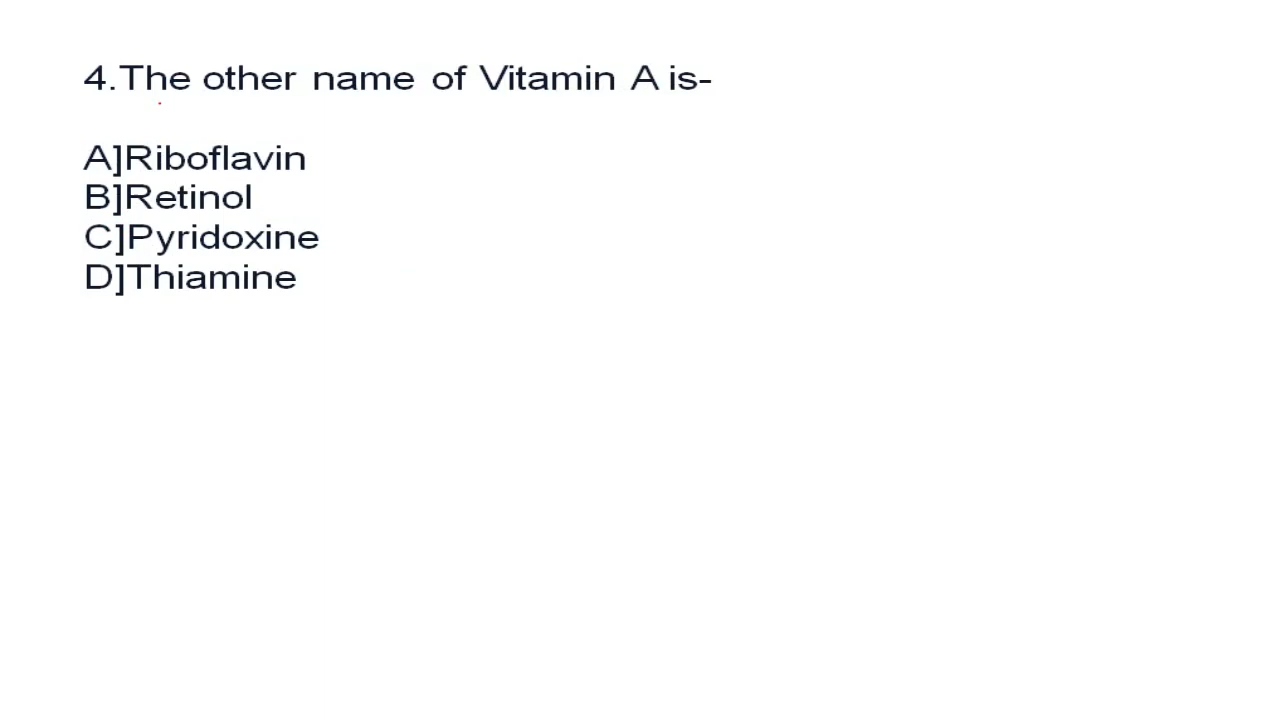 4.The other name of Vitamin A is-
A]Riboflavin
B]Retinol
C]Pyridoxine
D]Thiamine